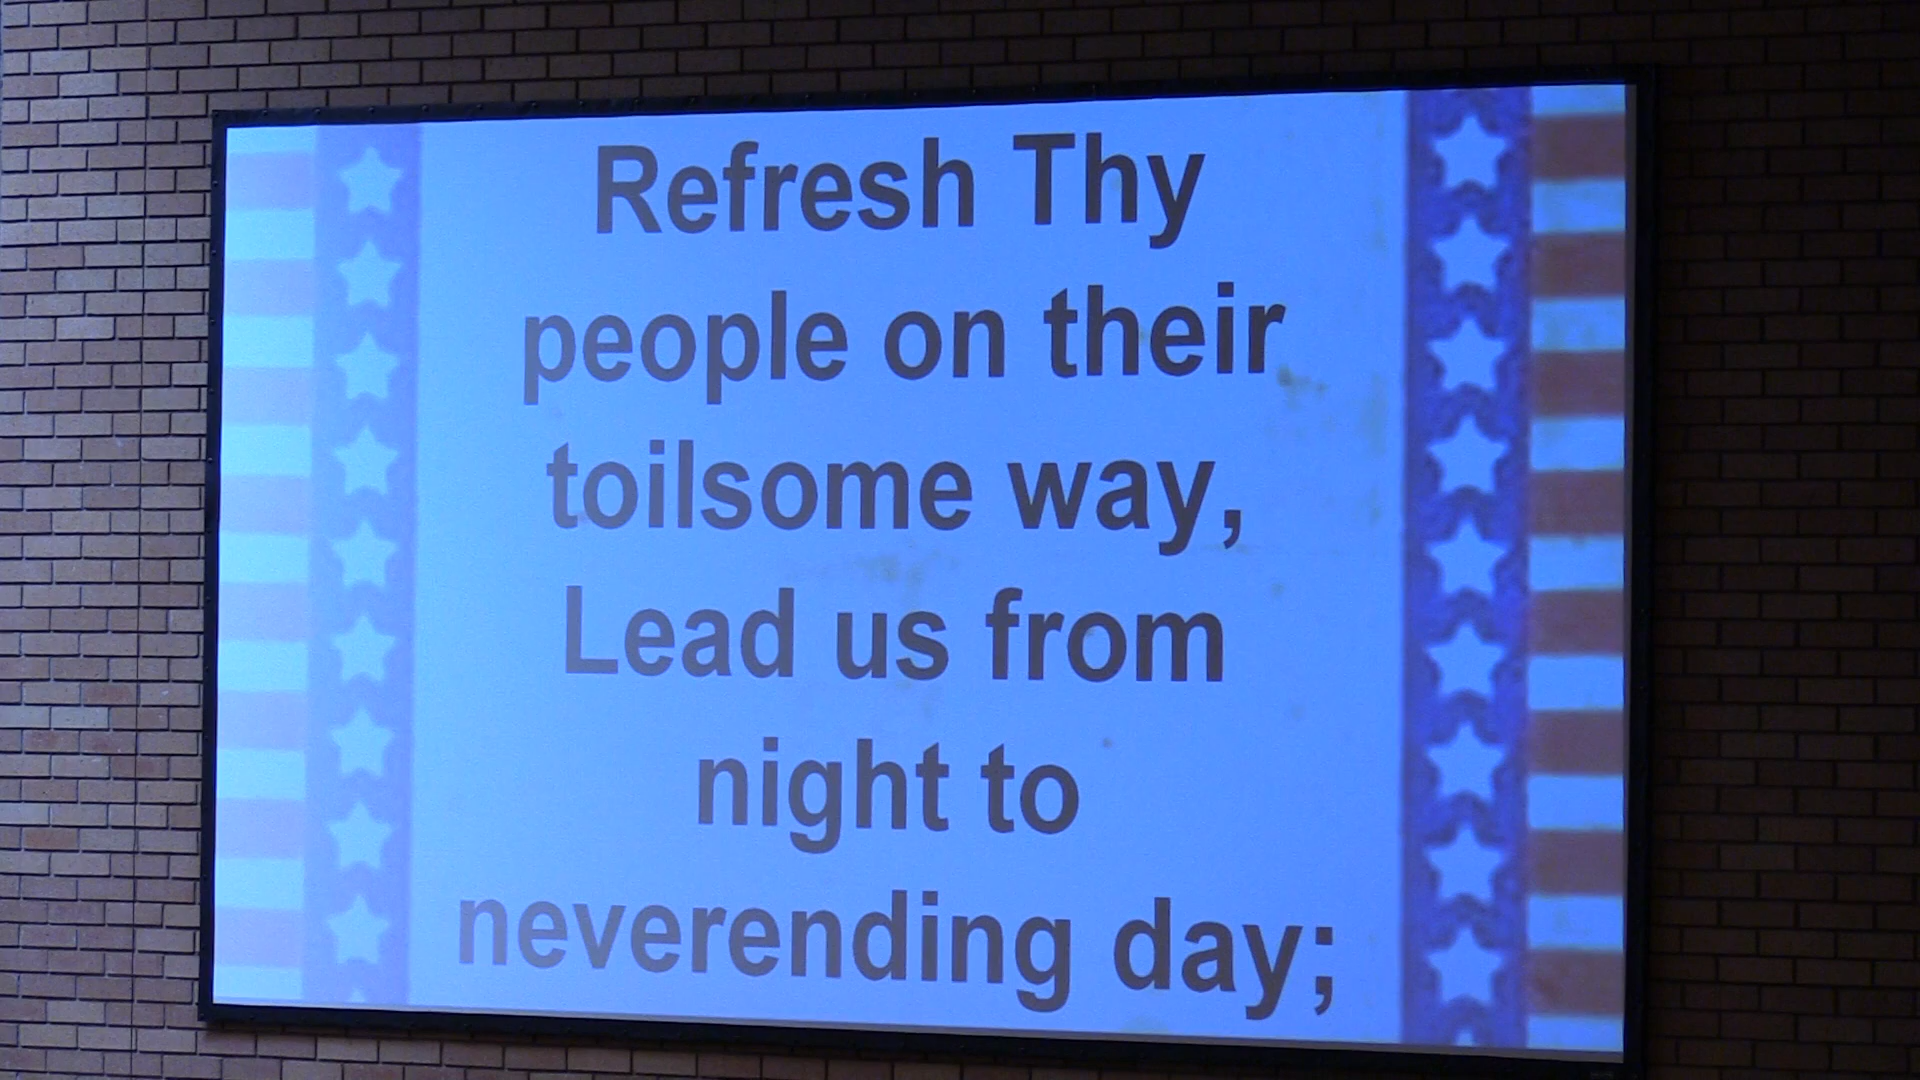 Refresh Thy
people on their
toilsome way,
Lead us from
night to
neverending day;